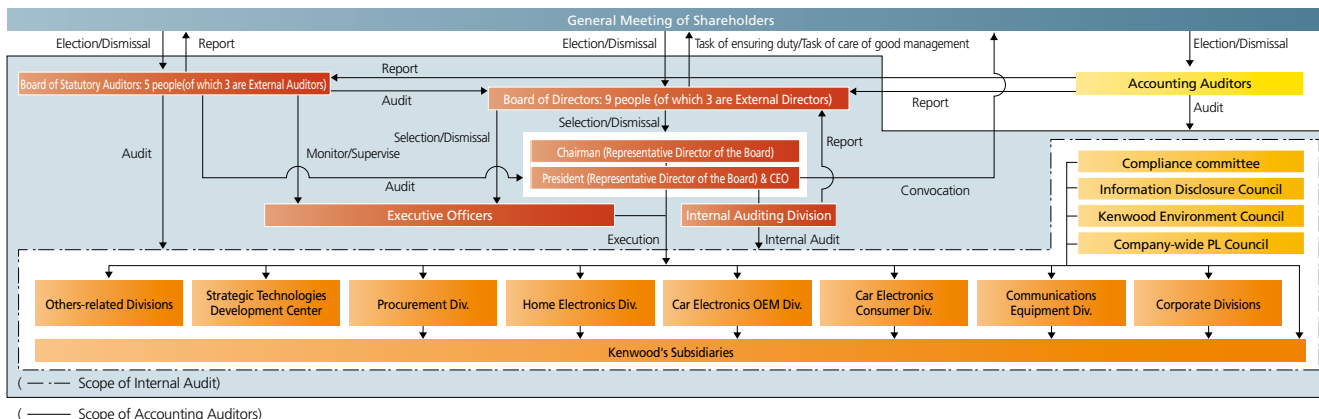 General Meeting of Shareholders
Election/Dismissal
Report
Election/Dismissal
Task of ensuring duty/Task of care of good management
Election/Dismissal
Report
Board of Statutory Auditors: 5 people(of which 3 are External Auditors)
Accounting Auditors
Audit
Board of Directors: 9 people (of which 3 are External Directors)
Report
Audit
Selection/Dismissal
Selection/Dismissal
Report
Audit
Monitor/Supervise
Chairman (Representative Director of the Board)
Compliance committee
Audit
President (Representative Director of the Board) & CEO
Convocation
Information Disclosure Council
Executive Officers
Internal Auditing Division
Kenwood Environment Council
Execution
Internal Audit
Company-wide PL Council
Others-related Divisions
Strategic Technologies
Development Center
Procurement Div.
Home Electronics Div.
Car Electronics OEM Div.
Car Electronics
Consumer Div.
Communications
Equipment Div.
Corporate Divisions
Kenwood's Subsidiaries
( Scope of Internal Audit)
( Scope of Accounting Auditors)